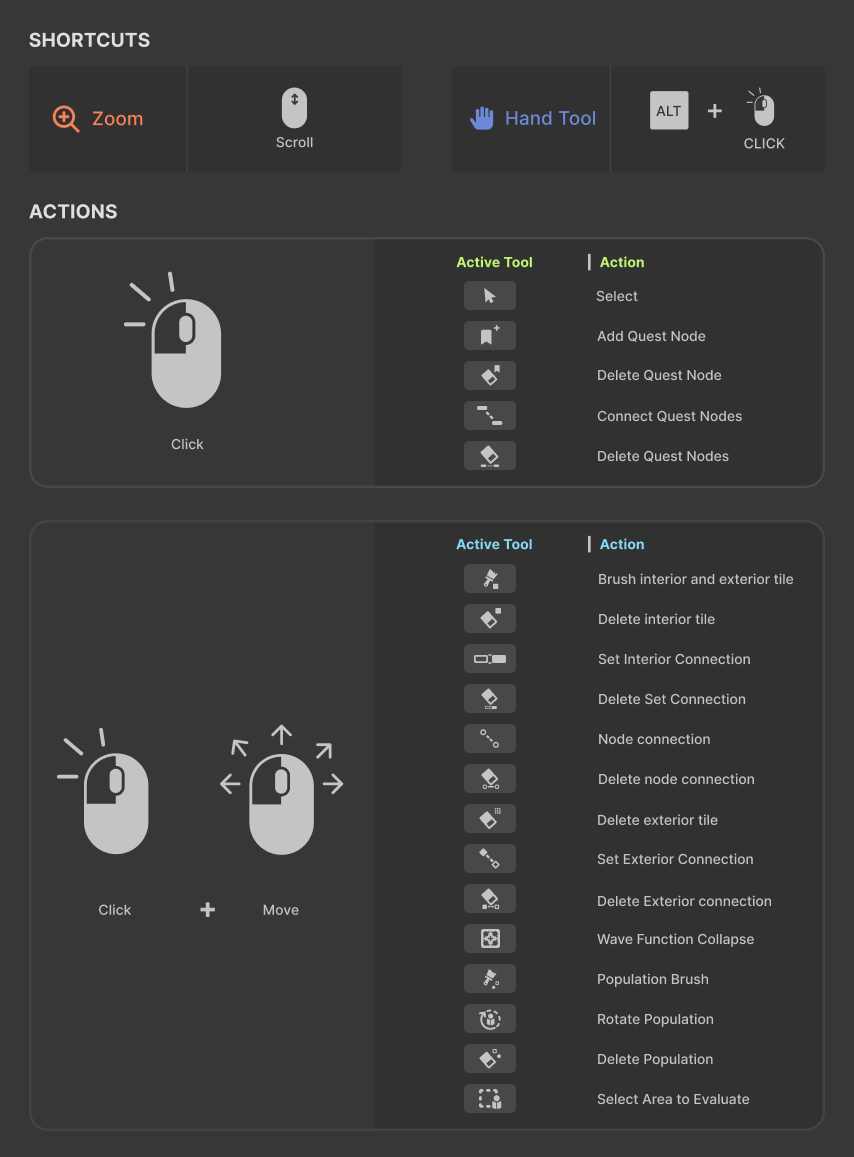 SHORTCUTS
Zoom
Scroll
Hand Tool
ALT
CLICK
ACTIONS
Active Tool
Action
Select
Add Quest Node
Delete Quest Node
Connect Quest Nodes
Delete Quest Nodes
Click
Active Tool
Action
Brush interior and exterior tile
Delete interior tile
Set Interior Connection
Delete Set Connection
Node connection
Delete node connection
Delete exterior tile
Set Exterior Connection
Delete Exterior connection
Wave Function Collapse
Population Brush
Rotate Population
Delete Population
Select Area to Evaluate
Click + Move